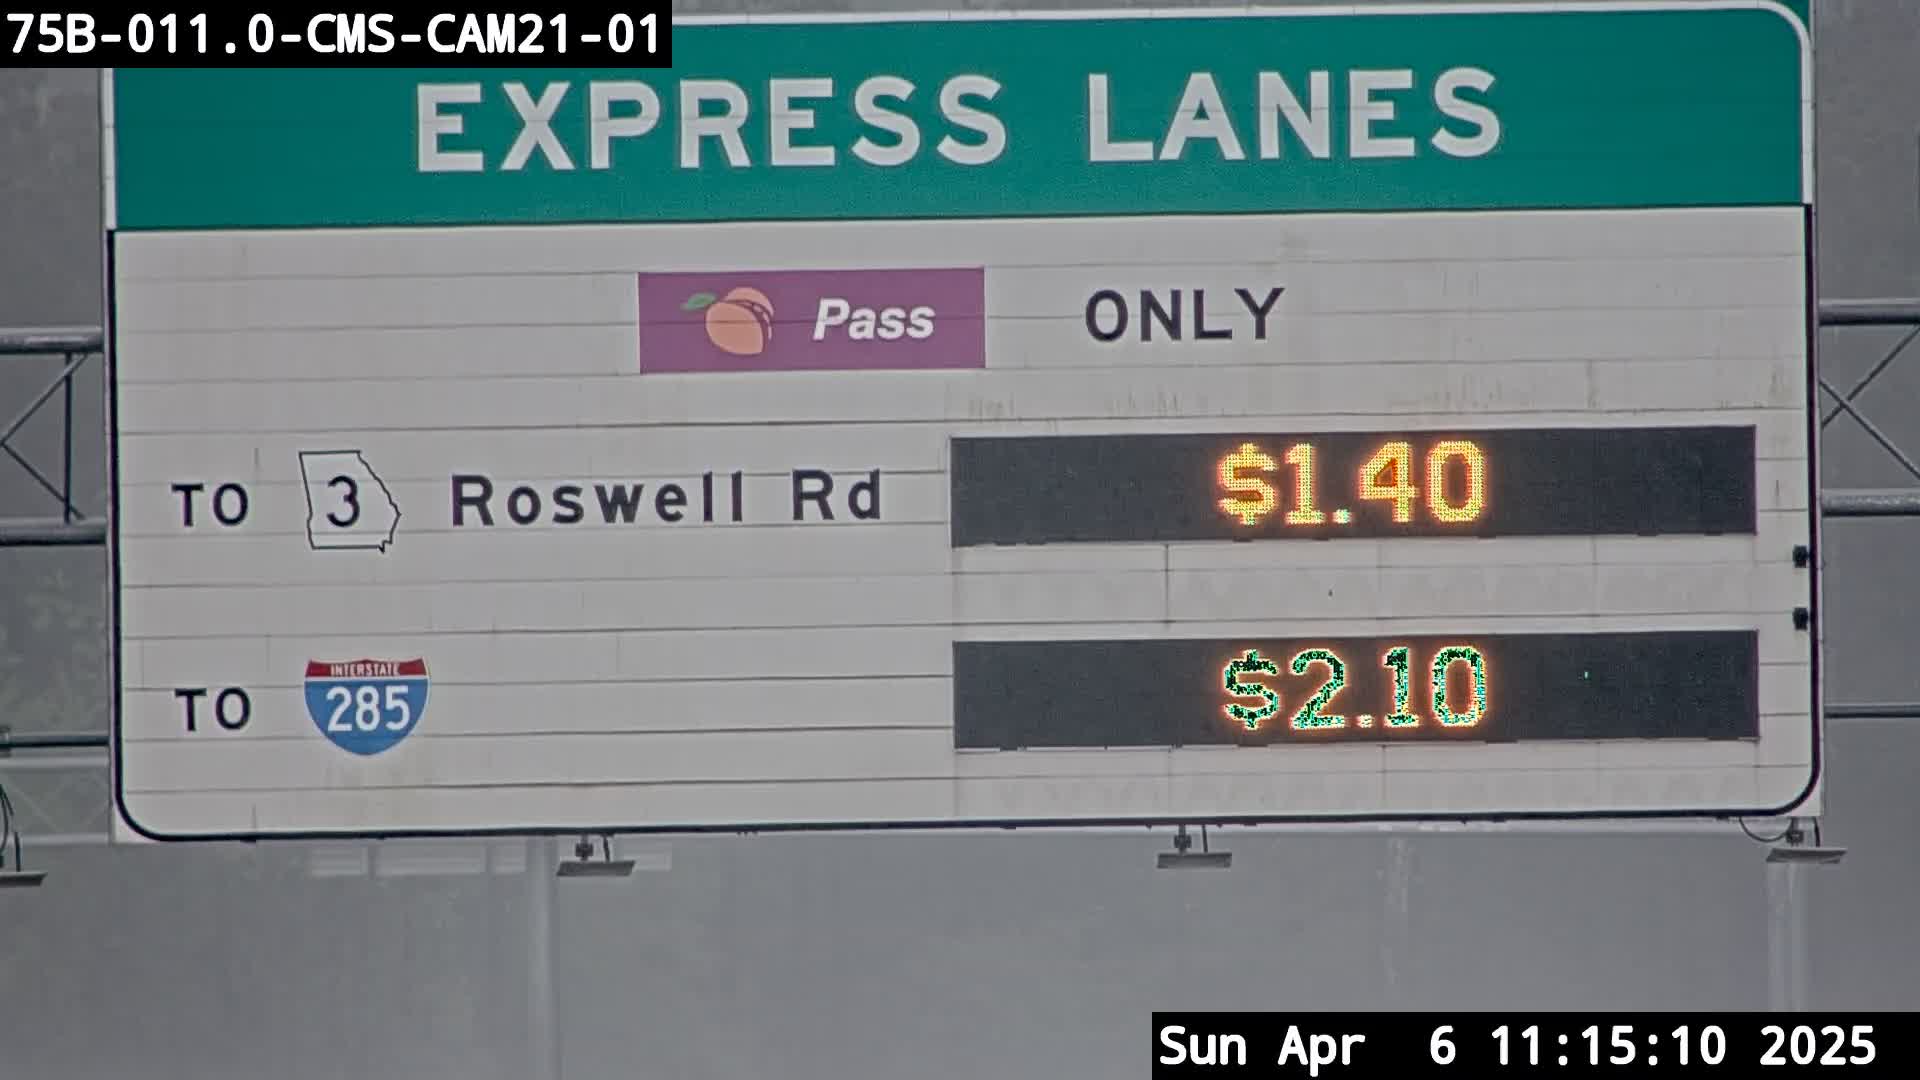 75B-011.0-CMS-CAM21-01
EXPRESS LANES
Pass ONLY
TO 3 Roswell Rd $1.40
TO INTERSTATE 285 $2.10
Sun Apr 6 11:15:10 2025